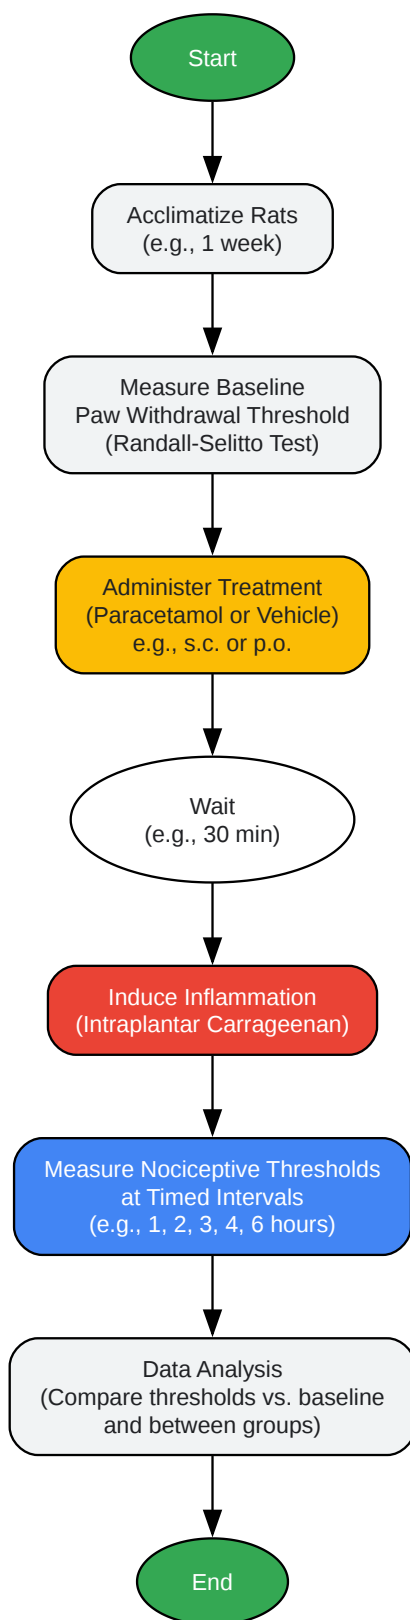 Start
Acclimatize Rats
(e.g., 1 week)
Measure Baseline
Paw Withdrawal Threshold
(Randall-Selitto Test)
Administer Treatment
(Paracetamol or Vehicle)
e.g., s.c. or p.o.
Wait
(e.g., 30 min)
Induce Inflammation
(Intraplantar Carrageenan)
Measure Nociceptive Thresholds
at Timed Intervals
(e.g., 1, 2, 3, 4, 6 hours)
Data Analysis
(Compare thresholds vs. baseline
and between groups)
End